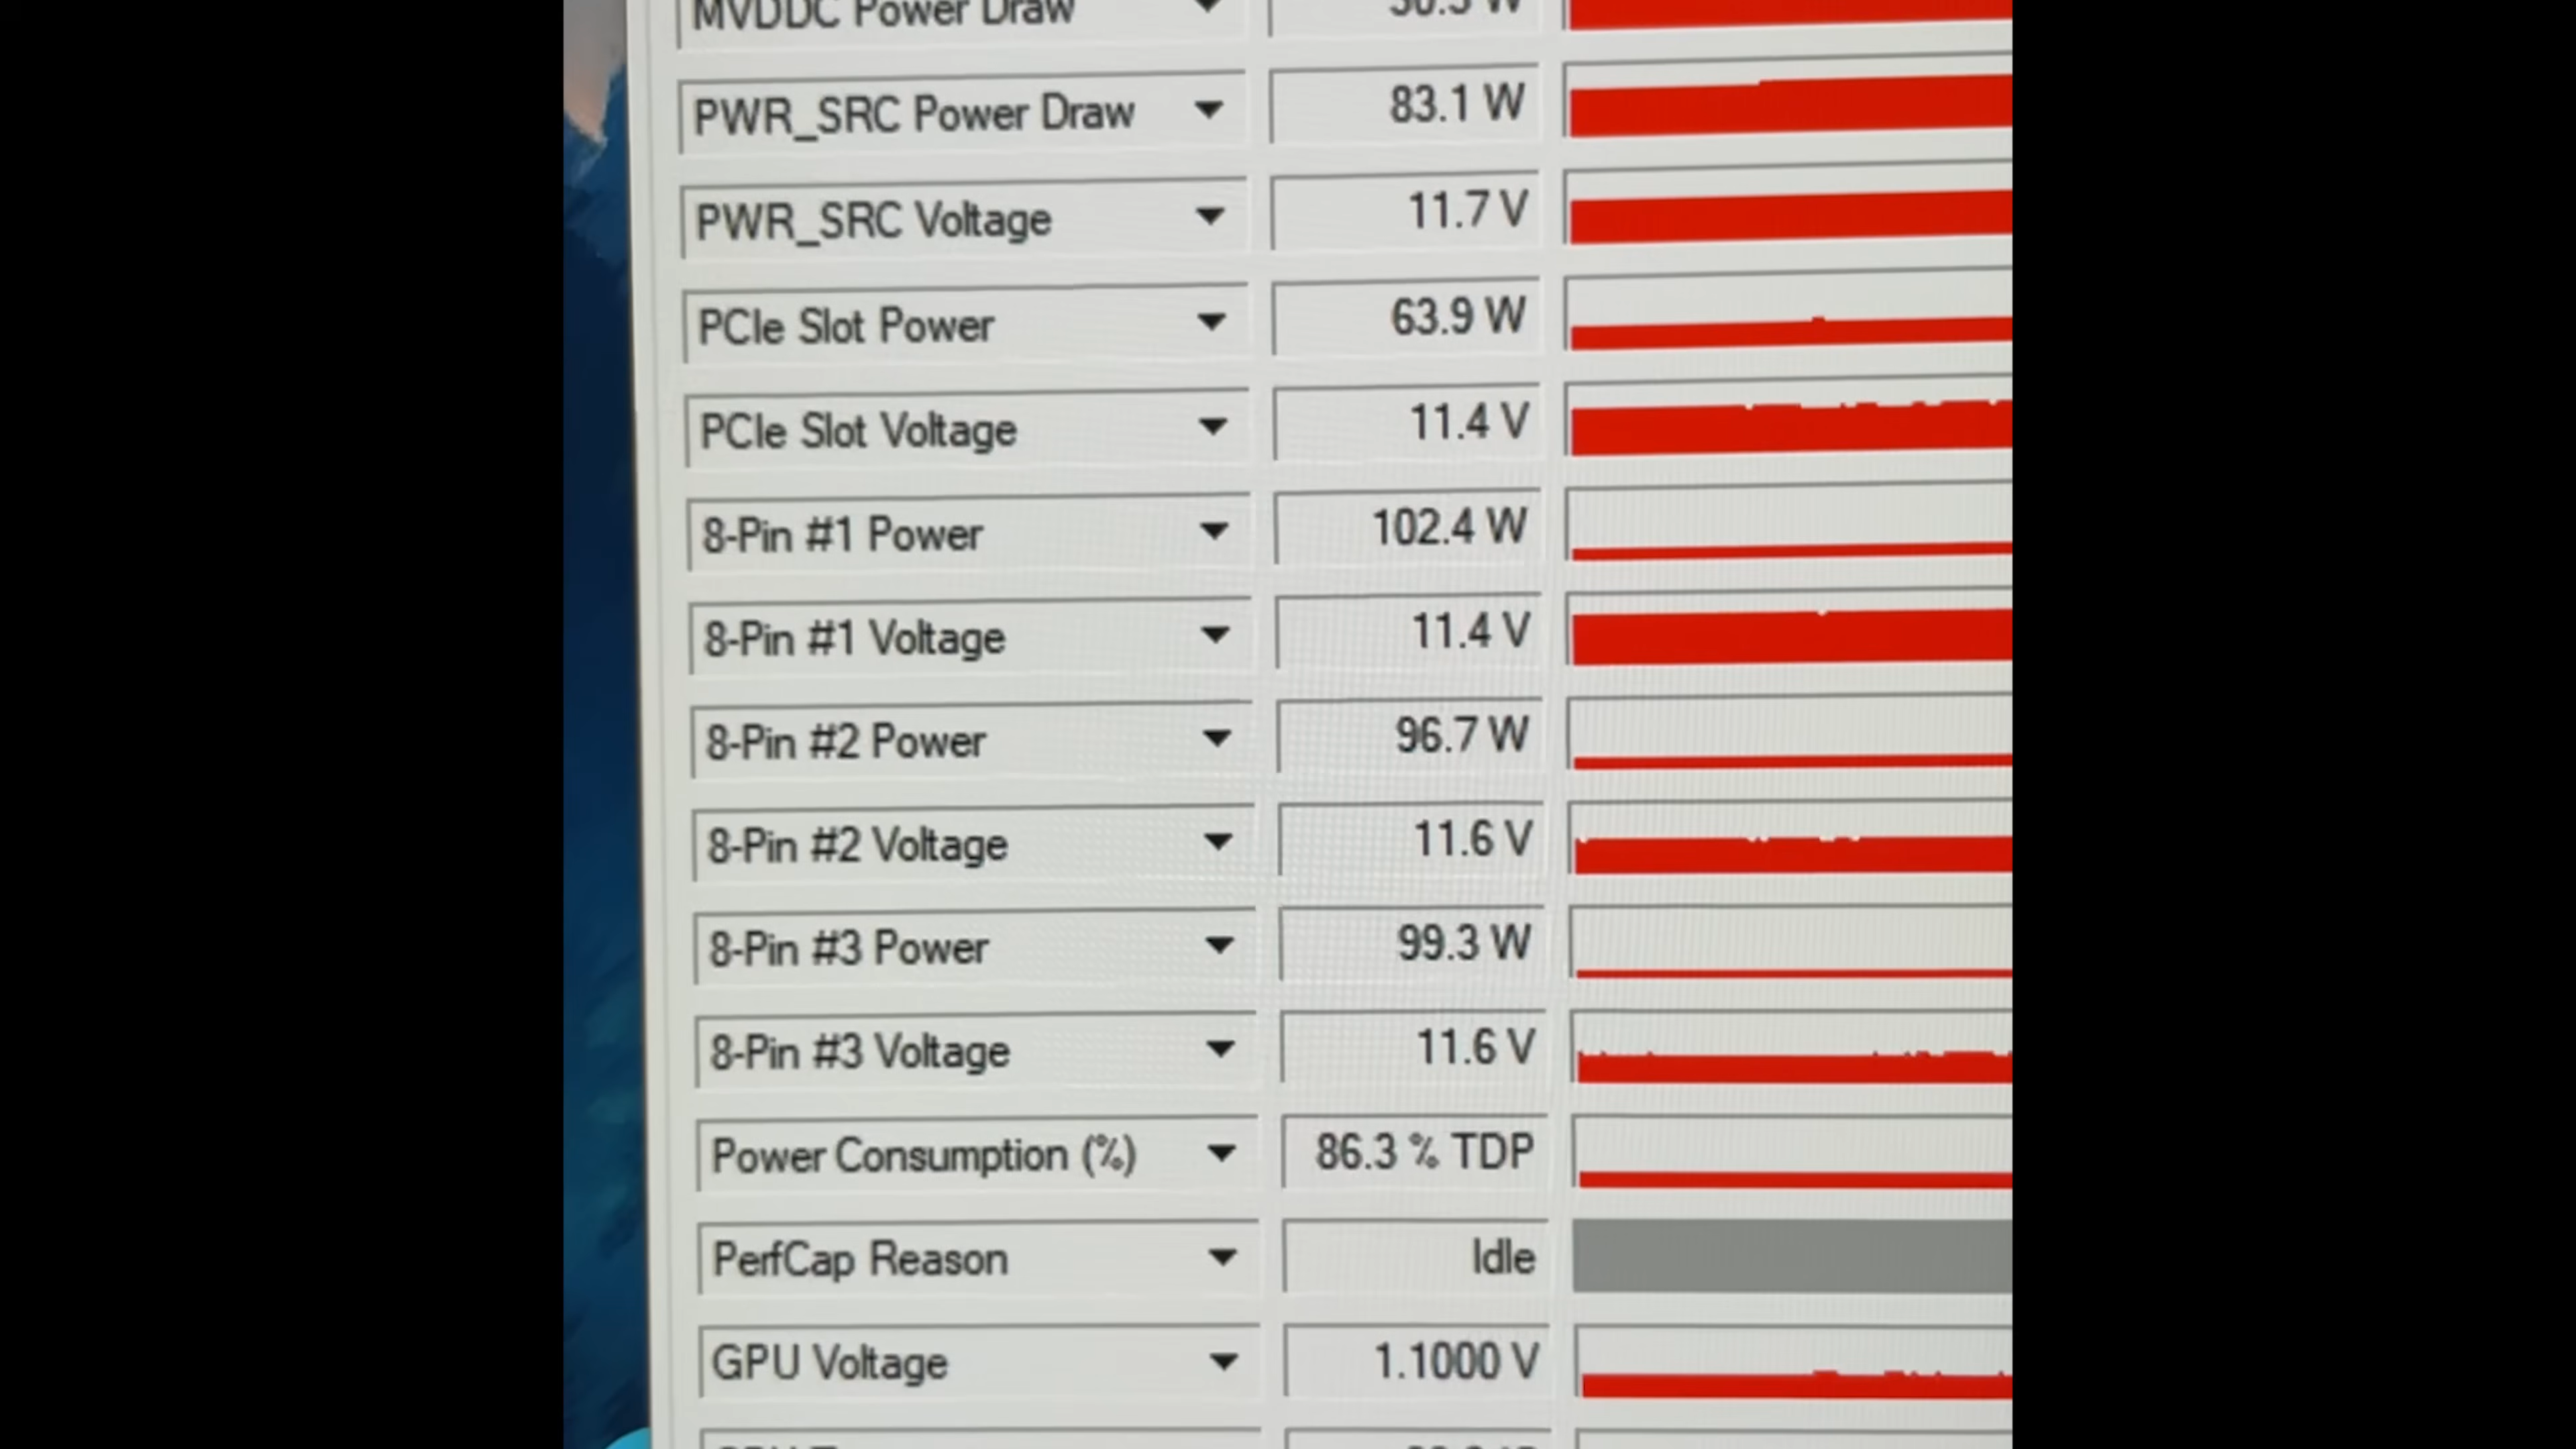 MVDDC Power Draw
PWR_SRC Power Draw 83.1 W
PWR_SRC Voltage 11.7 V
PCIe Slot Power 63.9 W
PCIe Slot Voltage 11.4 V
8-Pin #1 Power 102.4 W
8-Pin #1 Voltage 11.4 V
8-Pin #2 Power 96.7 W
8-Pin #2 Voltage 11.6 V
8-Pin #3 Power 99.3 W
8-Pin #3 Voltage 11.6 V
Power Consumption (%) 86.3 % TDP
PerfCap Reason Idle
GPU Voltage 1.1000 V